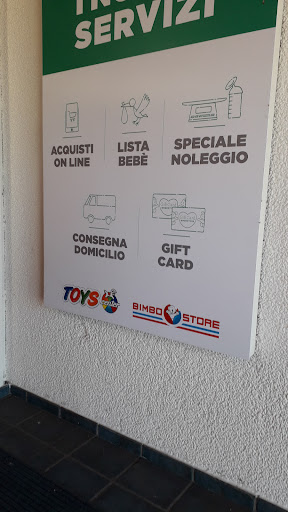 SERVIZI
ACQUISTI
ON LINE
LISTA
BEBÈ
SPECIALE
NOLEGGIO
CONSEGNA
DOMICILIO
GIFT
CARD
TOYS
BIMBO STORE